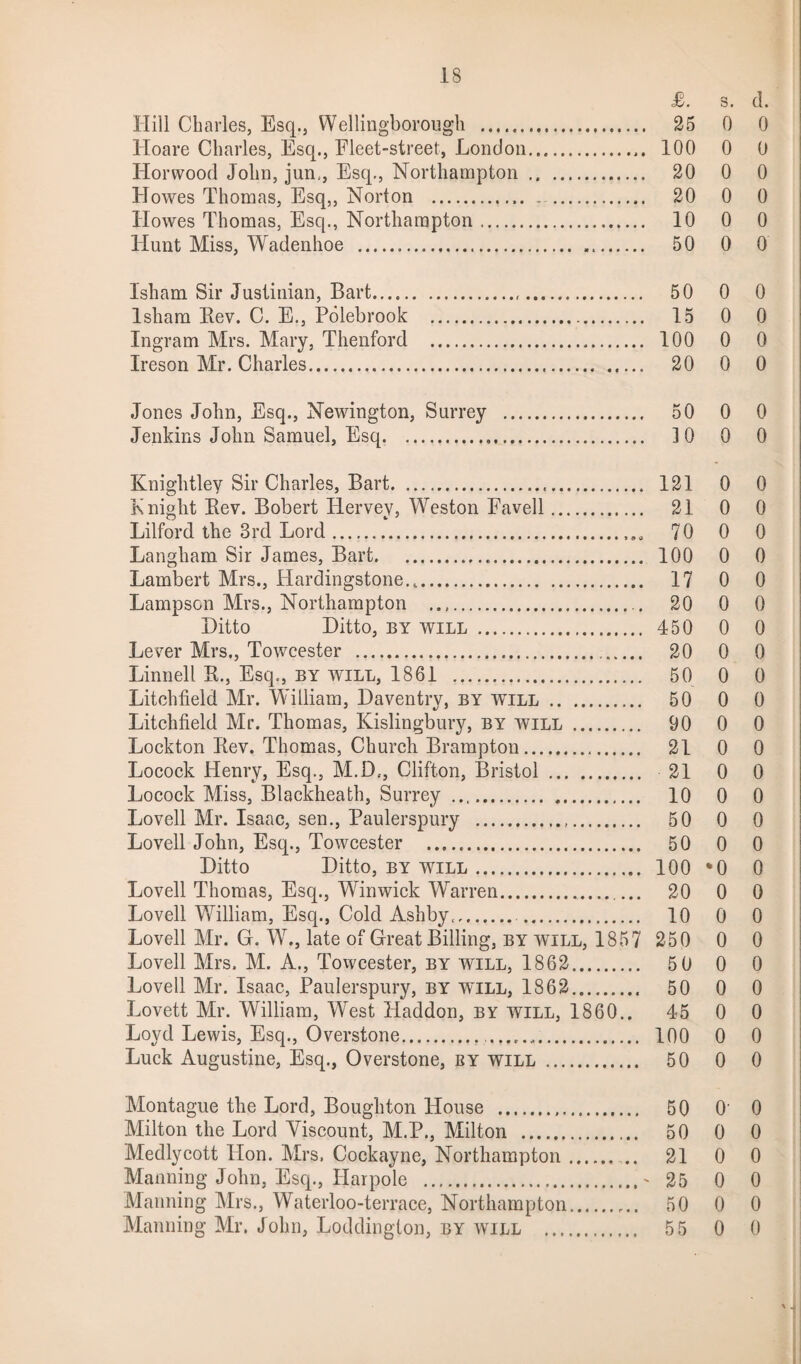 18
£. s. d.
Hill Charles, Esq., Wellingborough ........................ 25 0 0
Hoare Charles, Esq., Fleet-street, London.................. 100 0 0
Horwood John, jun., Esq., Northampton .. ............. 20 0 0
Howes Thomas, Esq,, Norton ............................ 20 0 0
Howes Thomas, Esq., Northampton ........................ 10 0 0
Hunt Miss, Wadenhoe .................................... 50 0 0
Isham Sir Justinian, Bart.................................. 50 0 0
Isham Rev. C. E., Polebrook .............................. 15 0 0
Ingram Mrs. Mary, Thenford .............................. 100 0 0
Ireson Mr. Charles........................................ 20 0 0
Jones John, Esq., Newington, Surrey ..................... 50 0 0
Jenkins John Samuel, Esq. ................................ 10 0 0
Knightley Sir Charles, Bart. .............................. 121 0 0
Knight Rev. Bobert Hervey, Weston Favell ............. 21 0 0
Lilford the 3rd Lord ...................................... 70 0 0
Langham Sir James, Bart. ................................ 100 0 0
Lambert Mrs., Hardingstone............................... 17 0 0
Lampson Mrs., Northampton .............................. 20 0 0
Ditto Ditto, BY WILL ........................ 450 0 0
Lever Mrs., Towcester .................................... 20 0 0
Linnell R., Esq., BY WILL, 1861 .......................... 50 0 0
Litchfield Mr. William, Daventry, BY WILL .. ........... 50 0 0
Litchfield Mr. Thomas, Kislingbury, BY WILL .......... 90 0 0
Lockton Rev. Thomas, Church Brampton.................. 21 0 0
Locock Henry, Esq., M.D., Clifton, Bristol ... .......... 21 0 0
Locock Miss, Blackheath, Surrey .......................... 10 0 0
Lovell Mr. Isaac, sen., Paulerspury ........................ 50 0 0
Lovell John, Esq., Towcester .............................. 50 0 0
Ditto Ditto, BY WILL ........................ 100 0 0
Lovell Thomas, Esq., Winwick Warren..................... 20 0 0
Lovell William, Esq., Cold Ashby.......................... 10 0 0
Lovell Mr. G. W., late of Great Billing, BY WILL, 1857 250 0 0
Lovell Mrs. M. A., Towcester, BY WILL, 1862.......... 50 0 0
Lovell Mr. Isaac, Paulerspury, BY WILL, 1862.......... 50 0 0
Lovett Mr. William, West Haddon, BY WILL, 1860.. 45 0 0
Loyd Lewis, Esq., Overstone............................... 100 0 0
Luck Augustine, Esq., Overstone, BY WILL ............. 50 0 0
Montague the Lord, Boughton House ..................... 50 0 0
Milton the Lord Viscount, M.P., Milton .................. 50 0 0
Medlycott Hon. Mrs. Cockayne, Northampton .......... 21 0 0
Manning John, Esq., Harpole ............................. 25 0 0
Manning Mrs., Waterloo-terrace, Northampton.......... 50 0 0
Manning Mr. John, Loddington, BY WILL ............. 55 0 0